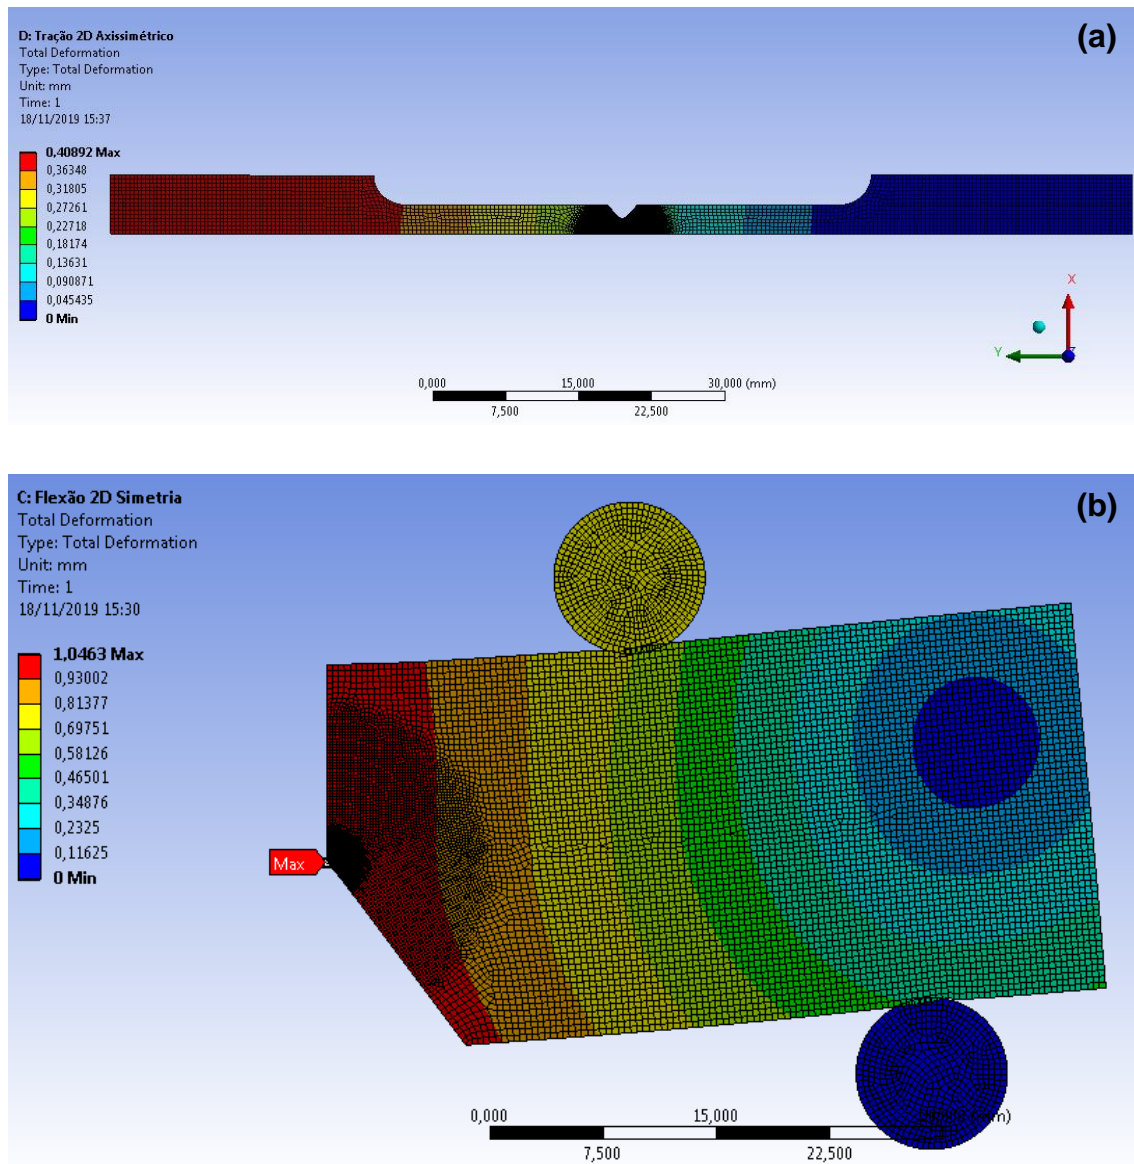 (a)
D: Tração 2D Axissimétrico
Total Deformation
Type: Total Deformation
Unit: mm
Time: 1
18/11/2019 15:37
0,40892 Max
0,36348
0,31805
0,27261
0,22718
0,18174
0,13631
0,090871
0,045435
0 Min
X
Y
0,000 15,000 30,000 (mm)
7,500 22,500
(b)
C: Flexão 2D Simetria
Total Deformation
Type: Total Deformation
Unit: mm
Time: 1
18/11/2019 15:30
1,0463 Max
0,93002
0,81377
0,69751
0,58126
0,46501
0,34876
0,2325
0,11625
0 Min
Max
0,000 15,000
7,500 22,500